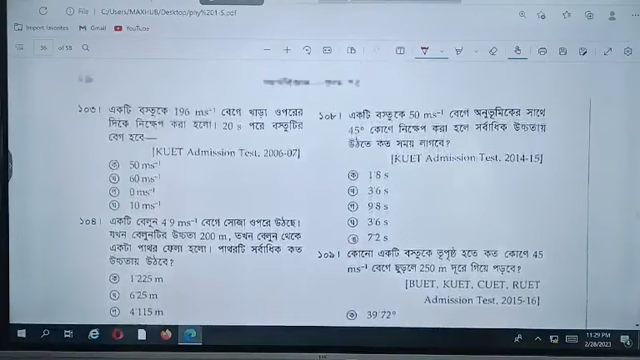 File | C:/Users/MAXHUB/Desktop/phy%201-5.pdf
Import favorites Gmail YouTube
36 of 58
১০৩। একটি বস্তুকে 196 ms⁻¹ বেগে খাড়া ওপরের
দিকে নিক্ষেপ করা হলো। 20 s পরে বস্তুটির
বেগ হবে—
[KUET Admission Test. 2006-07]
ক 50 ms⁻¹
খ 60 ms⁻¹
গ 0 ms⁻¹
ঘ 10 ms⁻¹
১০৪। একটি বেলুন 4.9 ms⁻¹ বেগে সোজা ওপরে উঠছে।
যখন বেলুনটির উচ্চতা 200 m, তখন বেলুন থেকে
একটা পাথর ফেলা হলো। পাথরটি সর্বাধিক কত
উচ্চতায় উঠবে?
ক 1.225 m
খ 6.25 m
গ 4.115 m
১০৮। একটি বস্তুকে 50 ms⁻¹ বেগে অনুভূমিকের সাথে
45° কোণে নিক্ষেপ করা হলে সর্বাধিক উচ্চতায়
উঠতে কত সময় লাগবে?
[KUET Admission Test. 2014-15]
ক 1.8 s
খ 3.6 s
গ 9.8 s
ঘ 3.6 s
ঙ 7.2 s
১০৯। কোনো একটি বস্তুকে ভূপৃষ্ঠ হতে কত কোণে 45
ms⁻¹ বেগে ছুড়লে 250 m দূরে গিয়ে পড়বে?
[BUET, KUET, CUET, RUET
Admission Test. 2015-16]
ক 39.72°
11:29 PM
2/28/2023